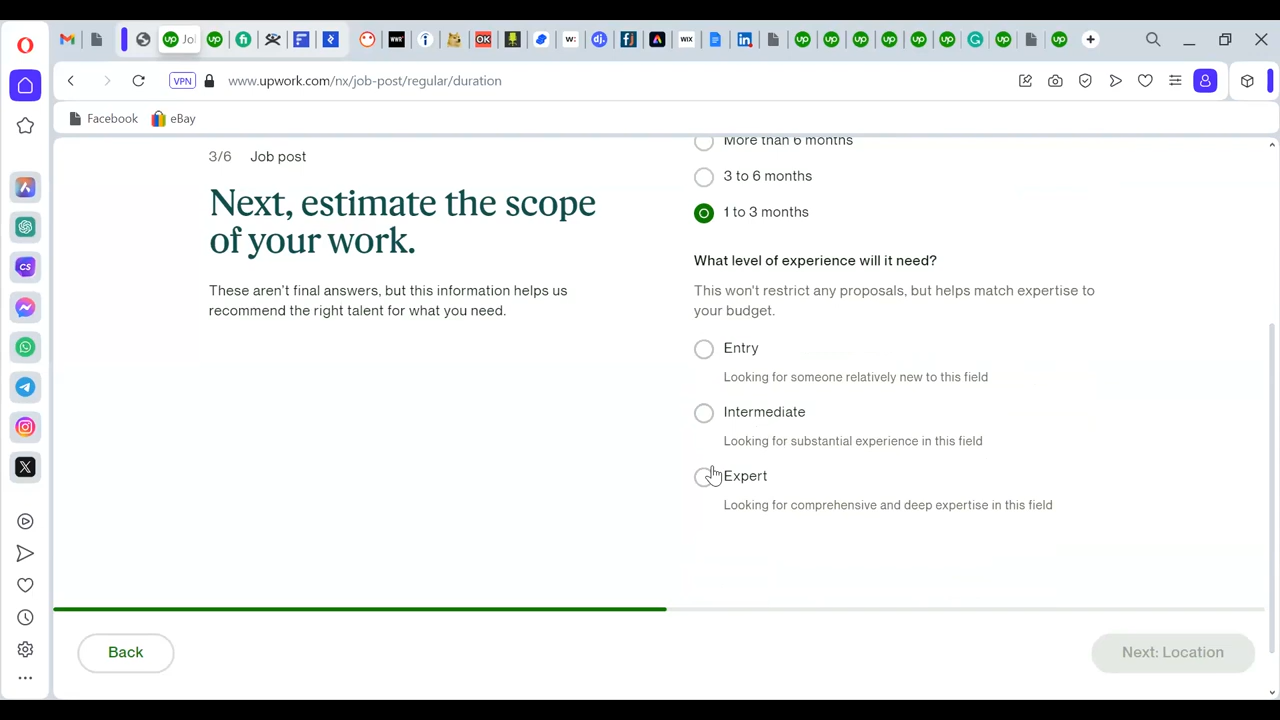 Jo
www.upwork.com/nx/job-post/regular/duration
VPN
Facebook
eBay
3/6 Job post
Next, estimate the scope
of your work.
These aren't final answers, but this information helps us
recommend the right talent for what you need.
More than 6 months
3 to 6 months
1 to 3 months
What level of experience will it need?
This won't restrict any proposals, but helps match expertise to
your budget.
Entry
Looking for someone relatively new to this field
Intermediate
Looking for substantial experience in this field
Expert
Looking for comprehensive and deep expertise in this field
Back
Next: Location